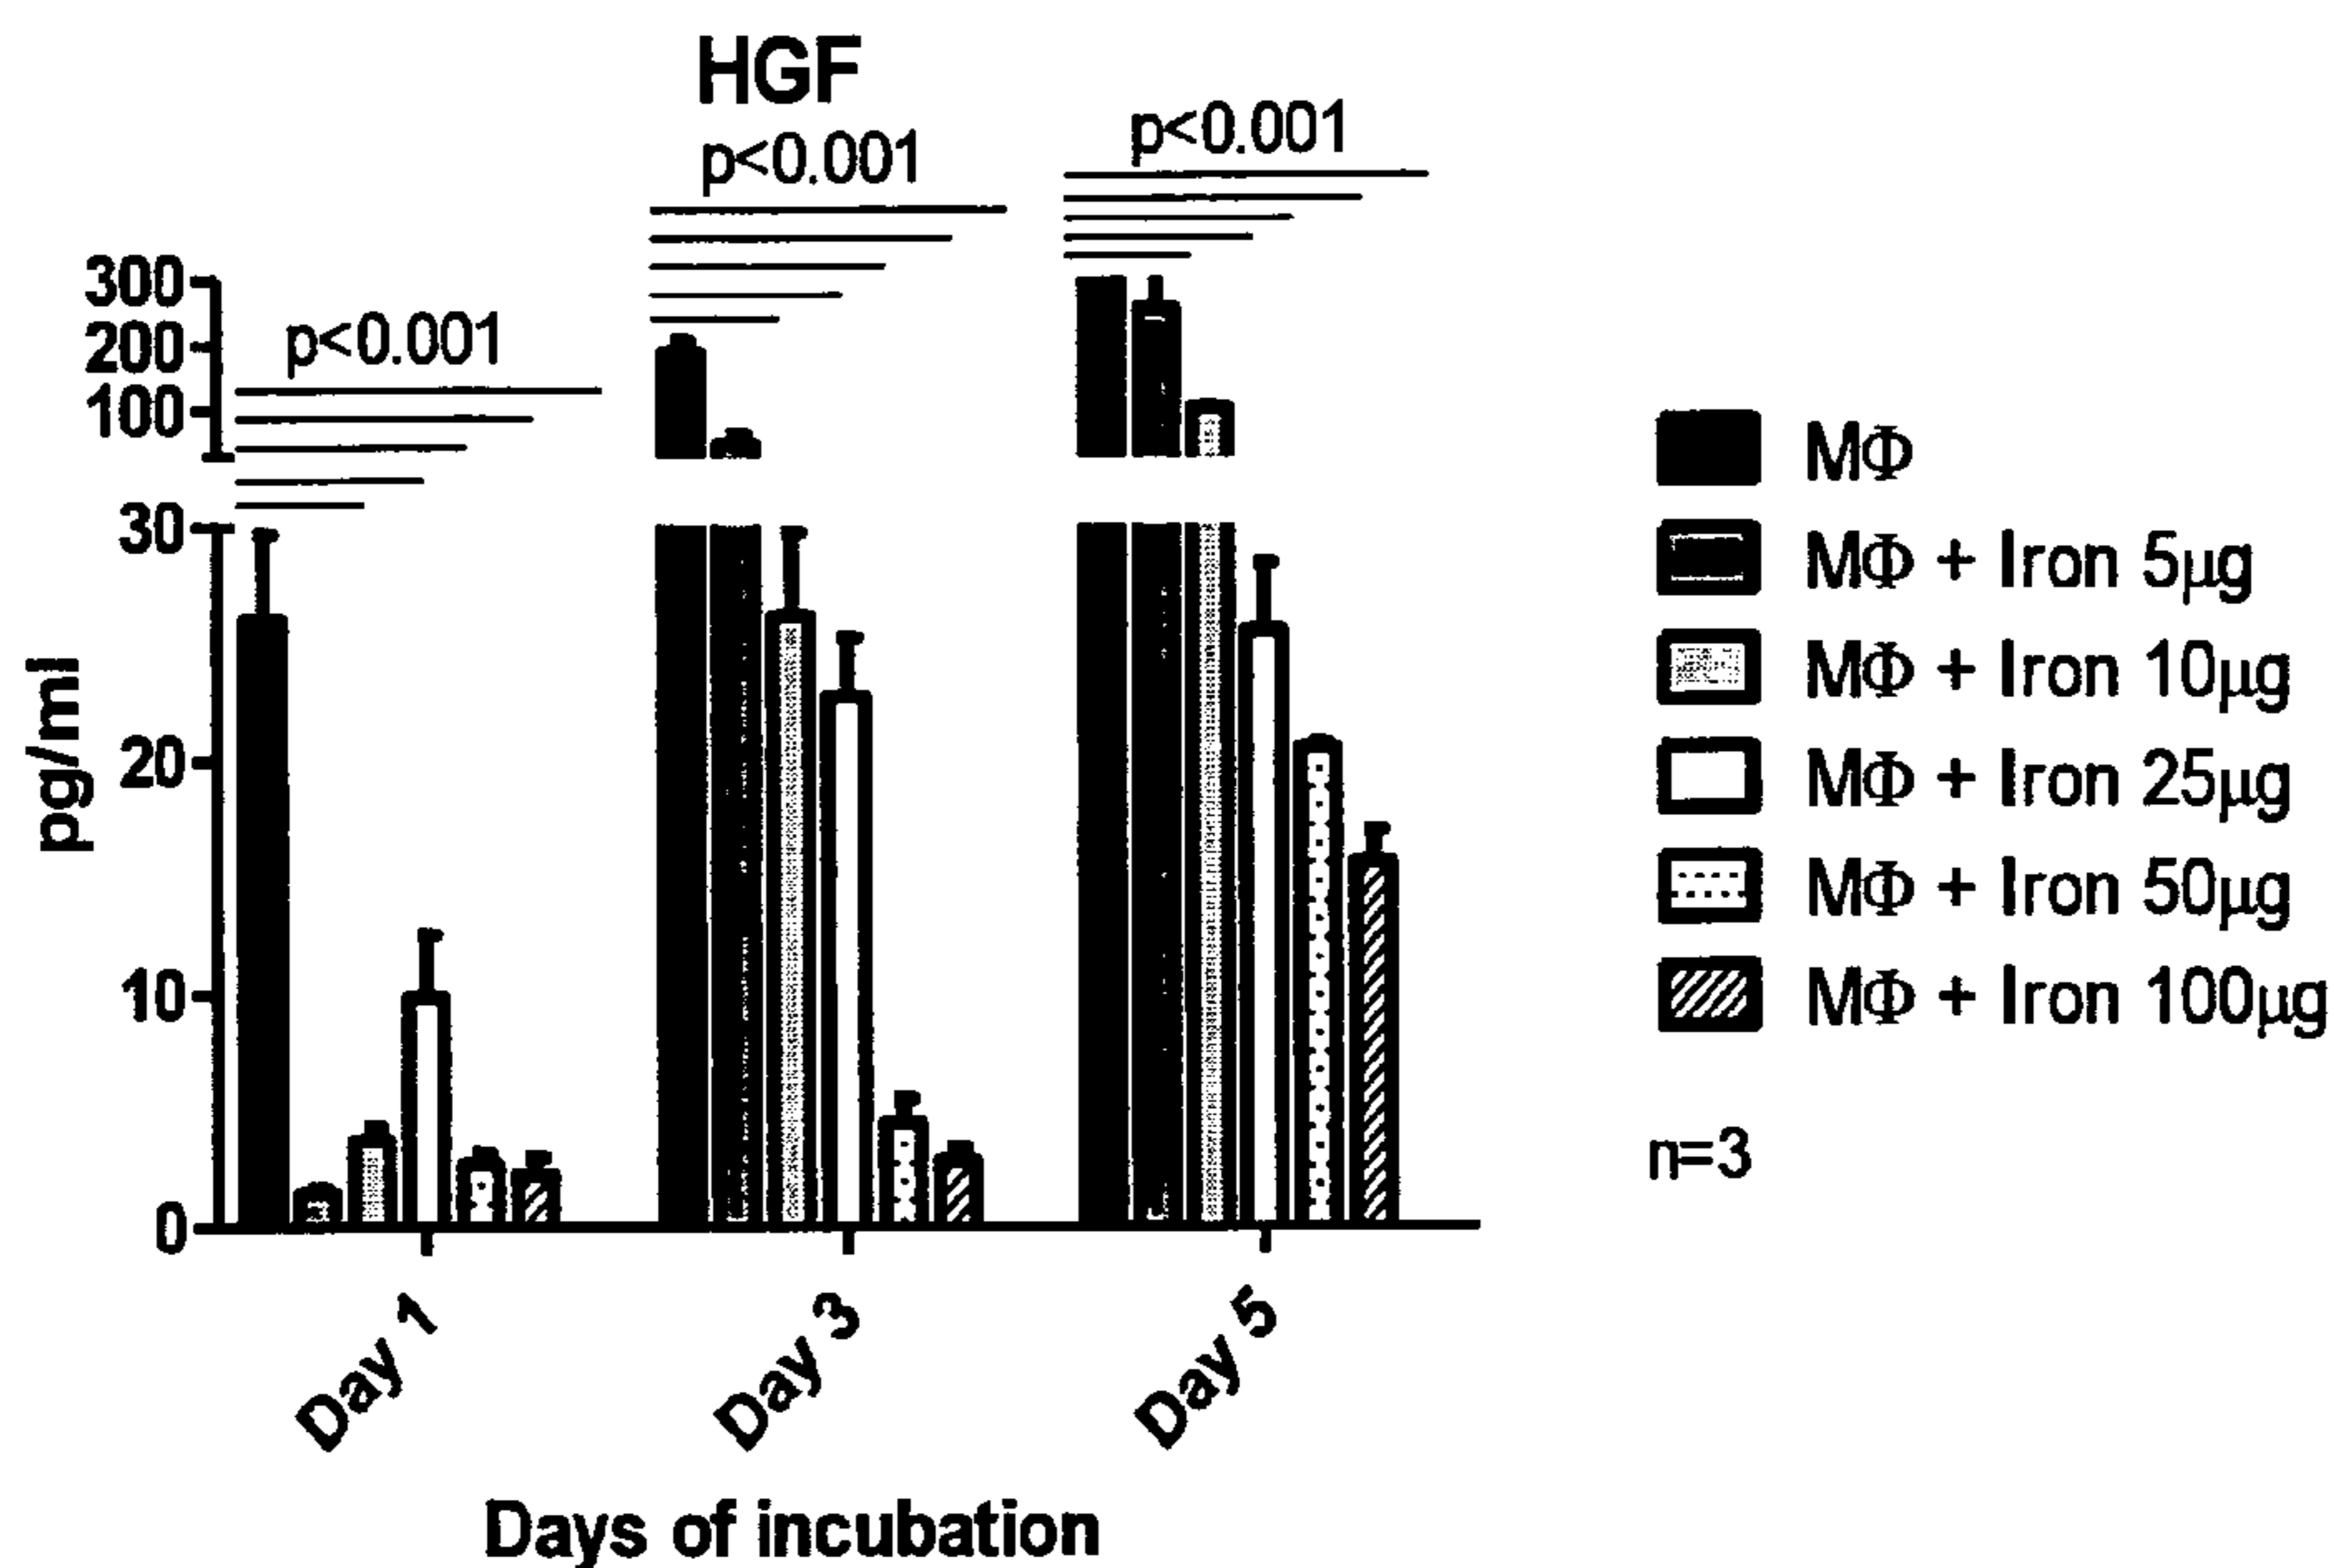 HGF
p<0.001
p<0.001
p<0.001
300
200
100
30
20
10
0
pg/ml
Day 1
Day 3
Day 5
Days of incubation
MΦ
MΦ + Iron 5µg
MΦ + Iron 10µg
MΦ + Iron 25µg
MΦ + Iron 50µg
MΦ + Iron 100µg
n=3